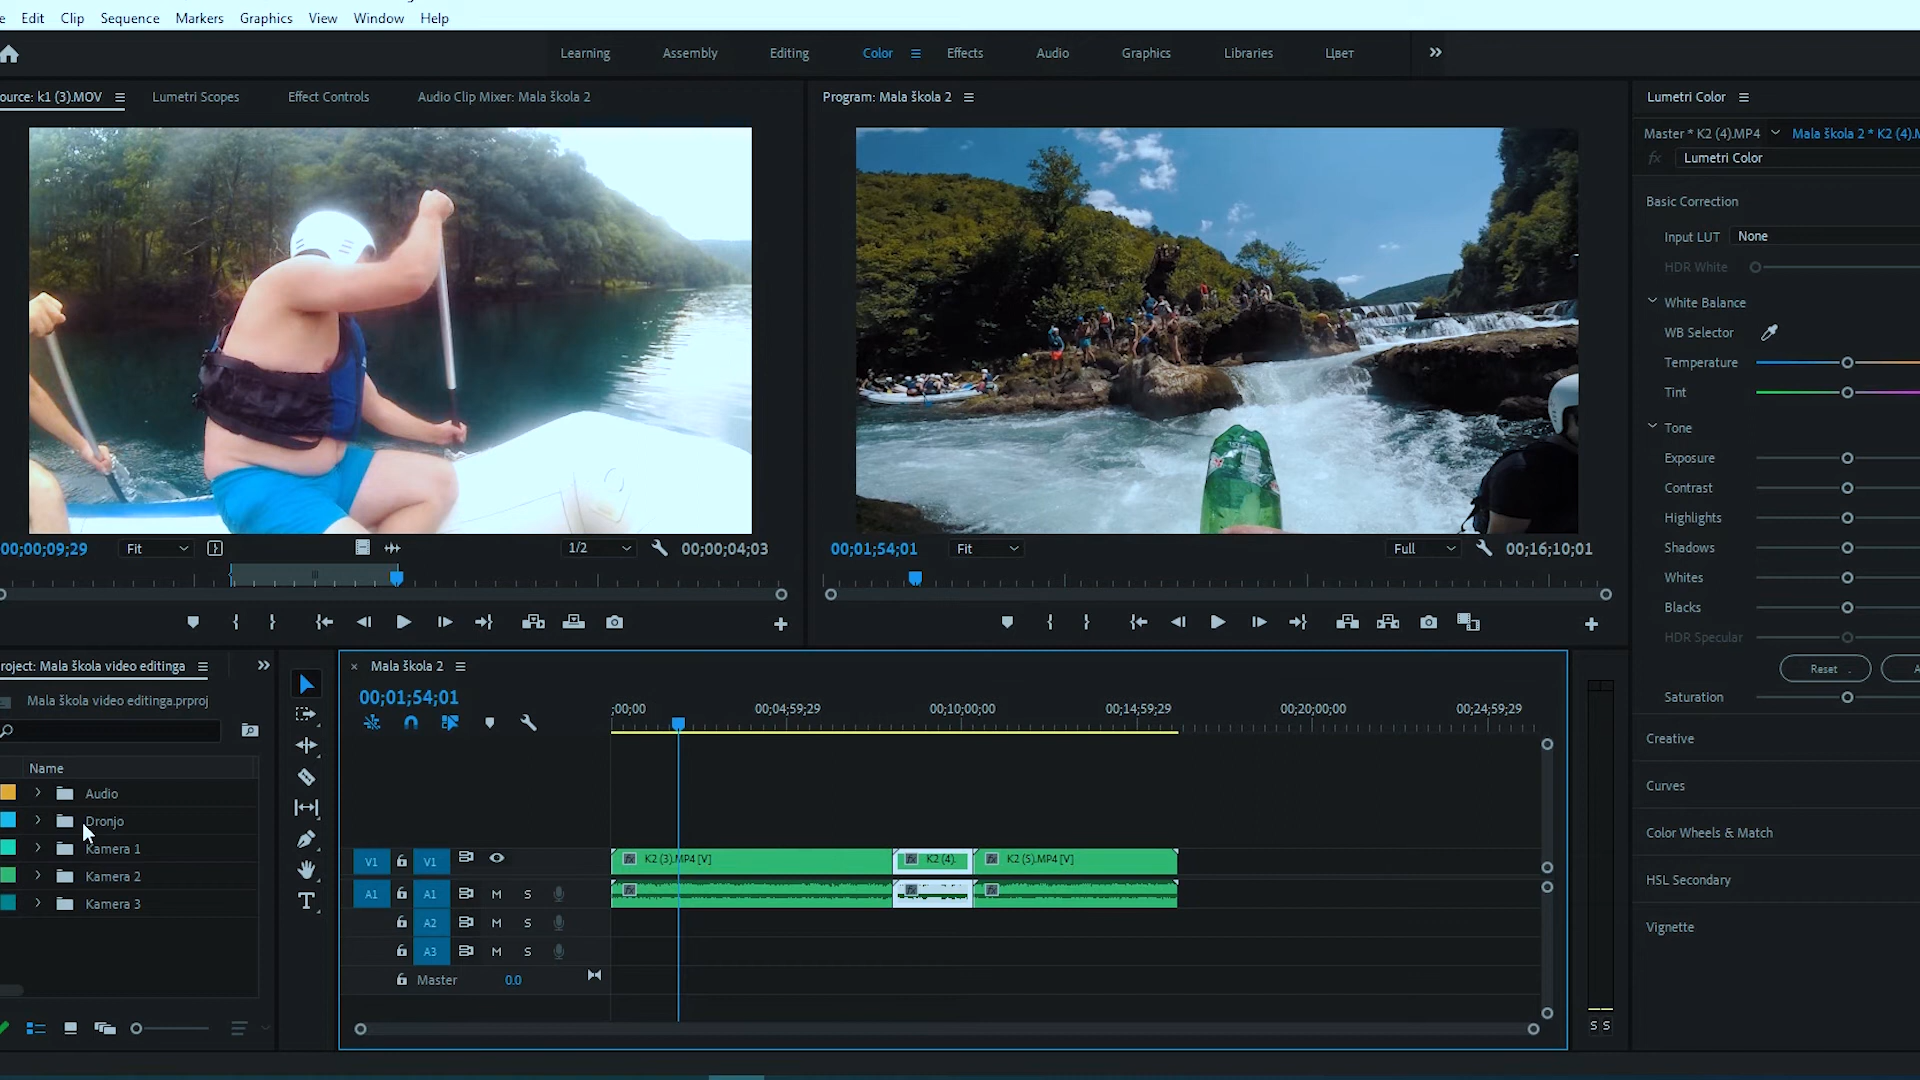 Edit Clip Sequence Markers Graphics View Window Help
Learning Assembly Editing Color Effects Audio Graphics Libraries Цвет
ource: k1 (3).MOV Lumetri Scopes Effect Controls Audio Clip Mixer: Mala škola 2
Program: Mala škola 2
Lumetri Color
Master * K2 (4).MP4 Mala škola 2 * K2 (4).M
fx Lumetri Color
Basic Correction
Input LUT None
HDR White
White Balance
WB Selector
Temperature
Tint
Tone
Exposure
Contrast
Highlights
Shadows
Whites
Blacks
HDR Specular
Reset A
Saturation
Creative
Curves
Color Wheels & Match
HSL Secondary
Vignette
00;00;09;29 Fit 1/2 00;00;04;03
00;01;54;01 Fit Full 00;16;10;01
roject: Mala škola video editinga
Mala škola video editinga.prproj
Name
Audio
Dronjo
Kamera 1
Kamera 2
Kamera 3
Mala škola 2
00;01;54;01
;00;00 00;04;59;29 00;10;00;00 00;14;59;29 00;20;00;00 00;24;59;29
V1 V1 fx K2 (3).MP4 [V] fx K2 (4). fx K2 (5).MP4 [V]
A1 A1 M S fx fx fx
A2 M S
A3 M S
Master 0.0
S S